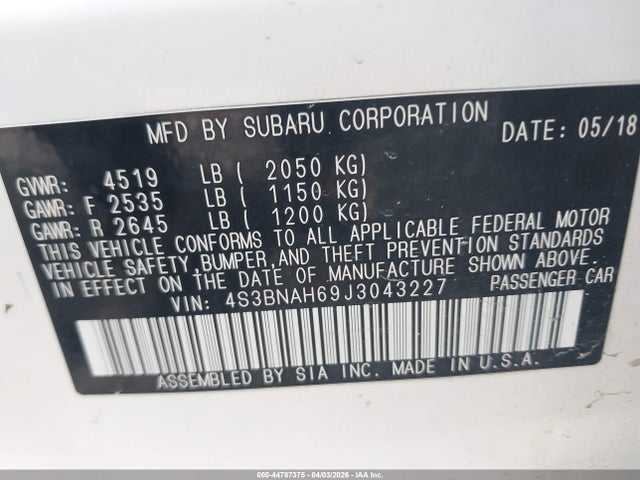 MFD BY SUBARU CORPORATION DATE: 05/18
GVWR: 4519 LB ( 2050 KG)
GAWR: F 2535 LB ( 1150 KG)
GAWR: R 2645 LB ( 1200 KG)
THIS VEHICLE CONFORMS TO ALL APPLICABLE FEDERAL MOTOR
VEHICLE SAFETY, BUMPER, AND THEFT PREVENTION STANDARDS
IN EFFECT ON THE DATE OF MANUFACTURE SHOWN ABOVE.
VIN: 4S3BNAH69J3043227 PASSENGER CAR
ASSEMBLED BY SIA INC. MADE IN U.S.A.
000-44787375 - 04/03/2026 - IAA Inc.